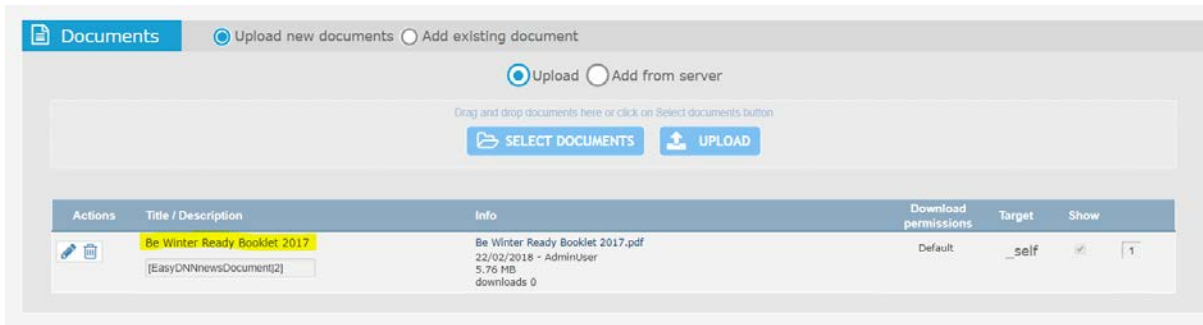 Documents
Upload new documents Add existing document
Upload Add from server
Drag and drop documents here or click on Select documents button
SELECT DOCUMENTS UPLOAD
Actions Title / Description Info Download permissions Target Show
Be Winter Ready Booklet 2017 Be Winter Ready Booklet 2017.pdf Default _self 1
[EasyDNNnewsDocument|2] 22/02/2018 - AdminUser
5.76 MB
downloads 0